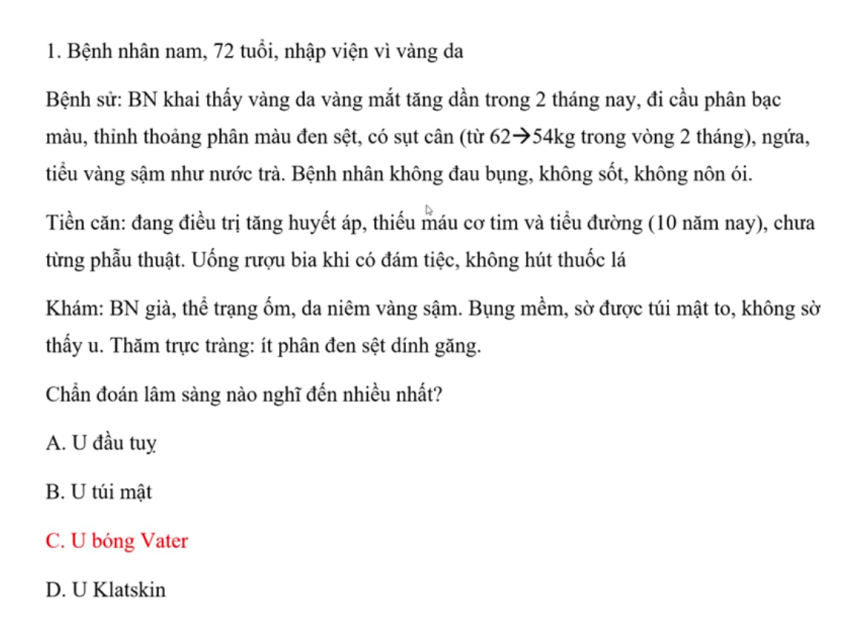 1. Bệnh nhân nam, 72 tuổi, nhập viện vì vàng da
Bệnh sử: BN khai thấy vàng da vàng mắt tăng dần trong 2 tháng nay, đi cầu phân bạc
màu, thỉnh thoảng phân màu đen sệt, có sụt cân (từ 62→54kg trong vòng 2 tháng), ngứa,
tiểu vàng sậm như nước trà. Bệnh nhân không đau bụng, không sốt, không nôn ói.
Tiền căn: đang điều trị tăng huyết áp, thiếu máu cơ tim và tiểu đường (10 năm nay), chưa
từng phẫu thuật. Uống rượu bia khi có đám tiệc, không hút thuốc lá
Khám: BN già, thể trạng ốm, da niêm vàng sậm. Bụng mềm, sờ được túi mật to, không sờ
thấy u. Thăm trực tràng: ít phân đen sệt dính găng.
Chẩn đoán lâm sàng nào nghĩ đến nhiều nhất?
A. U đầu tuỵ
B. U túi mật
C. U bóng Vater
D. U Klatskin